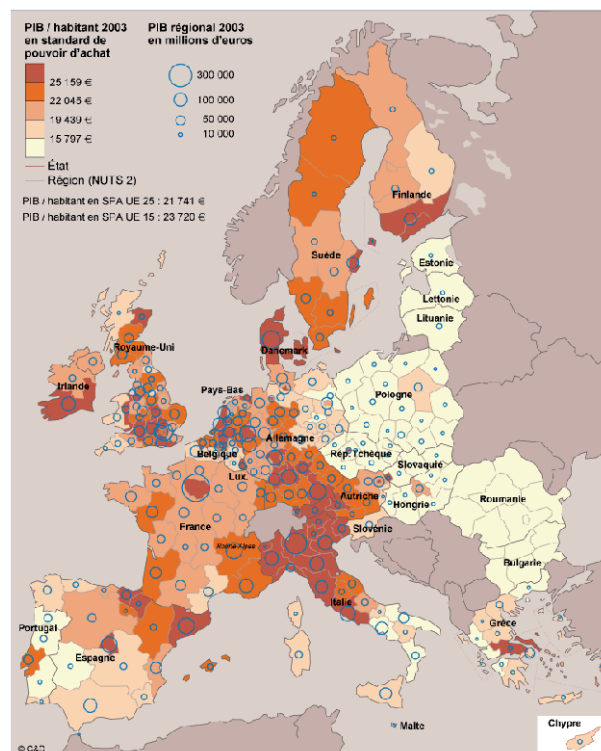 PIB / habitant 2003
en standard de
pouvoir d'achat
25 159 €
22 045 €
19 439 €
15 797 €
État
Région (NUTS 2)
PIB / habitant en SPA UE 25 : 21 741 €
PIB / habitant en SPA UE 15 : 23 720 €
PIB régional 2003
en millions d'euros
300 000
100 000
50 000
10 000
Finlande
Suède
Estonie
Lettonie
Lituanie
Royaume-Uni
Danemark
Irlande
Pays-Bas
Pologne
Allemagne
Belgique
Rép. Tchèque
Lux.
Slovaquie
Autriche
Hongrie
Roumanie
France
Slovénie
Rhône-Alpes
Bulgarie
Italie
Portugal
Grèce
Espagne
Malte
Chypre